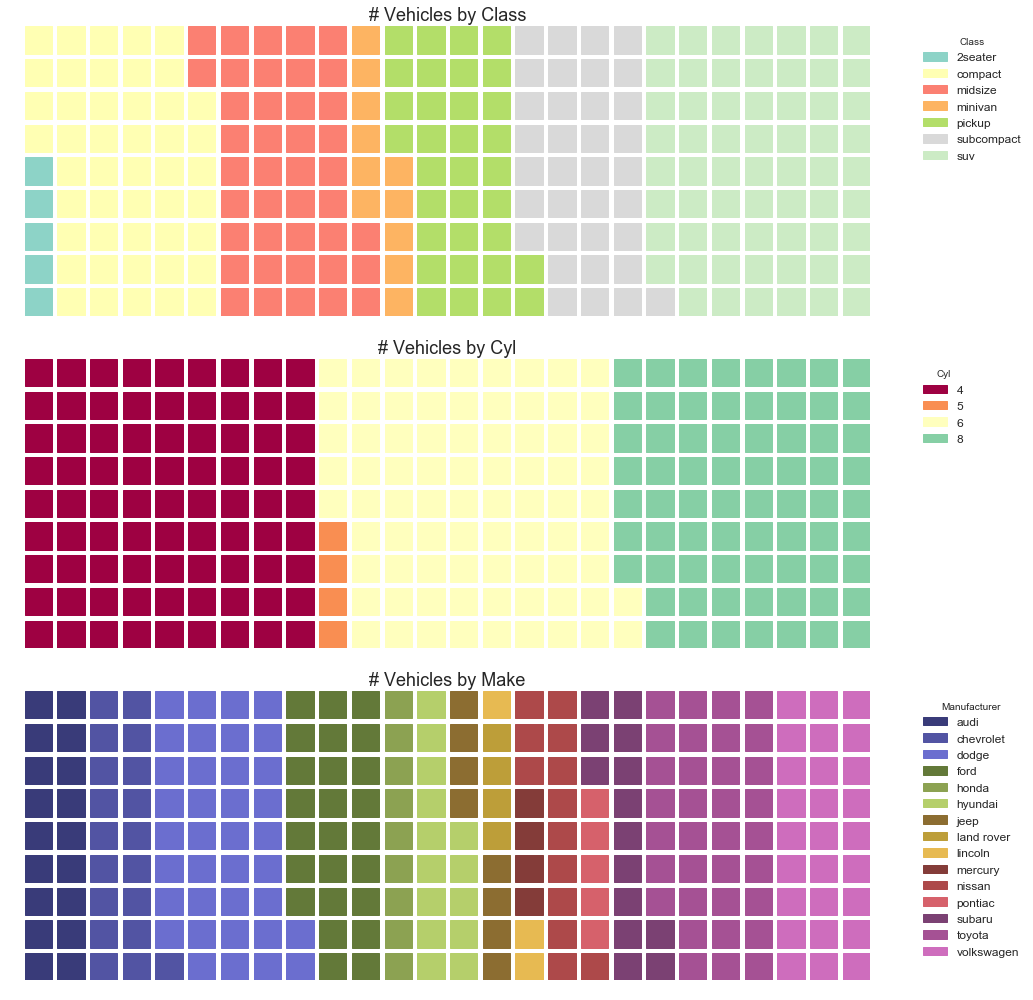 # Vehicles by Class
Class
2seater
compact
midsize
minivan
pickup
subcompact
suv
# Vehicles by Cyl
Cyl
4
5
6
8
# Vehicles by Make
Manufacturer
audi
chevrolet
dodge
ford
honda
hyundai
jeep
land rover
lincoln
mercury
nissan
pontiac
subaru
toyota
volkswagen